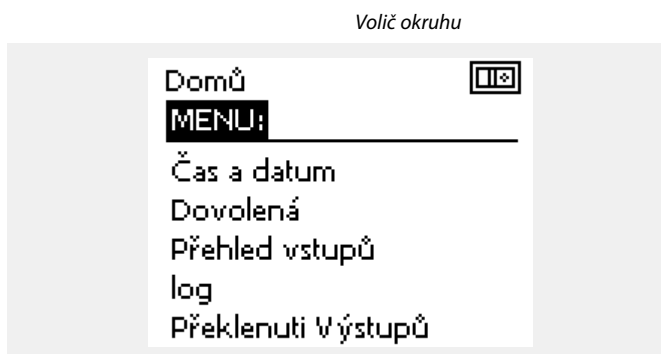 Volič okruhu
Domů
MENU:
Čas a datum
Dovolená
Přehled vstupů
log
Překlenuti Výstupů